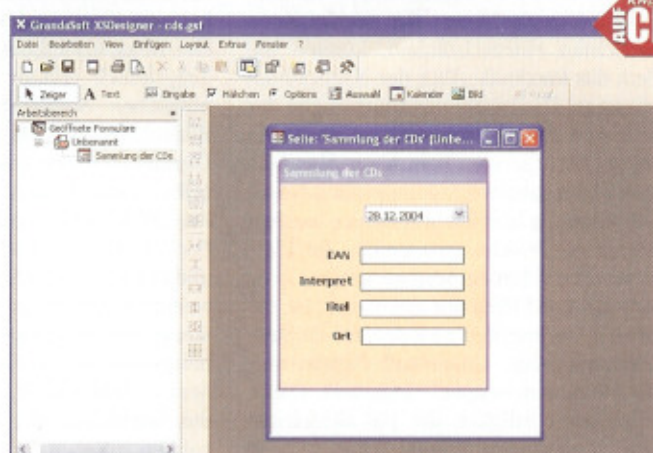 GrandaSoft XSDesigner - cds.gsf
Datei Bearbeiten View Einfügen Layout Extras Fenster ?
Zeiger A Text Eingabe Häkchen Options Auswahl Kalender Bild
Arbeitsbereich
Geöffnete Formulare
Unbenannt
Sammlung der CDs
Seite: 'Sammlung der CDs' (Unbe...
Sammlung der CDs
28.12.2004
EAN
Interpret
Titel
Ort
AUF
C